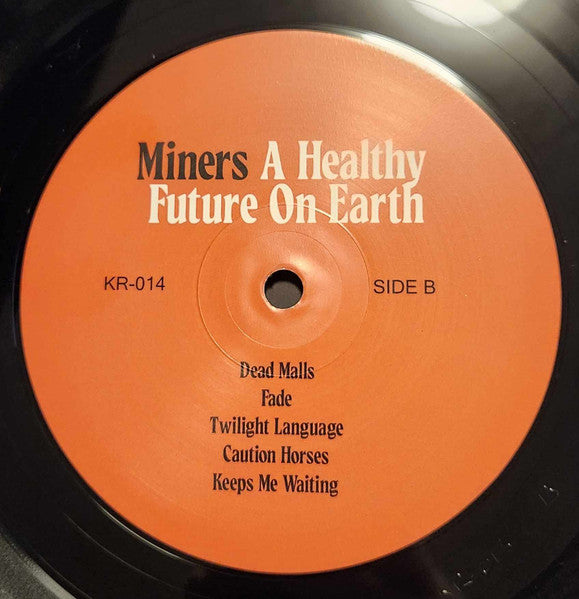 Miners A Healthy
Future On Earth
KR-014 SIDE B
Dead Malls
Fade
Twilight Language
Caution Horses
Keeps Me Waiting